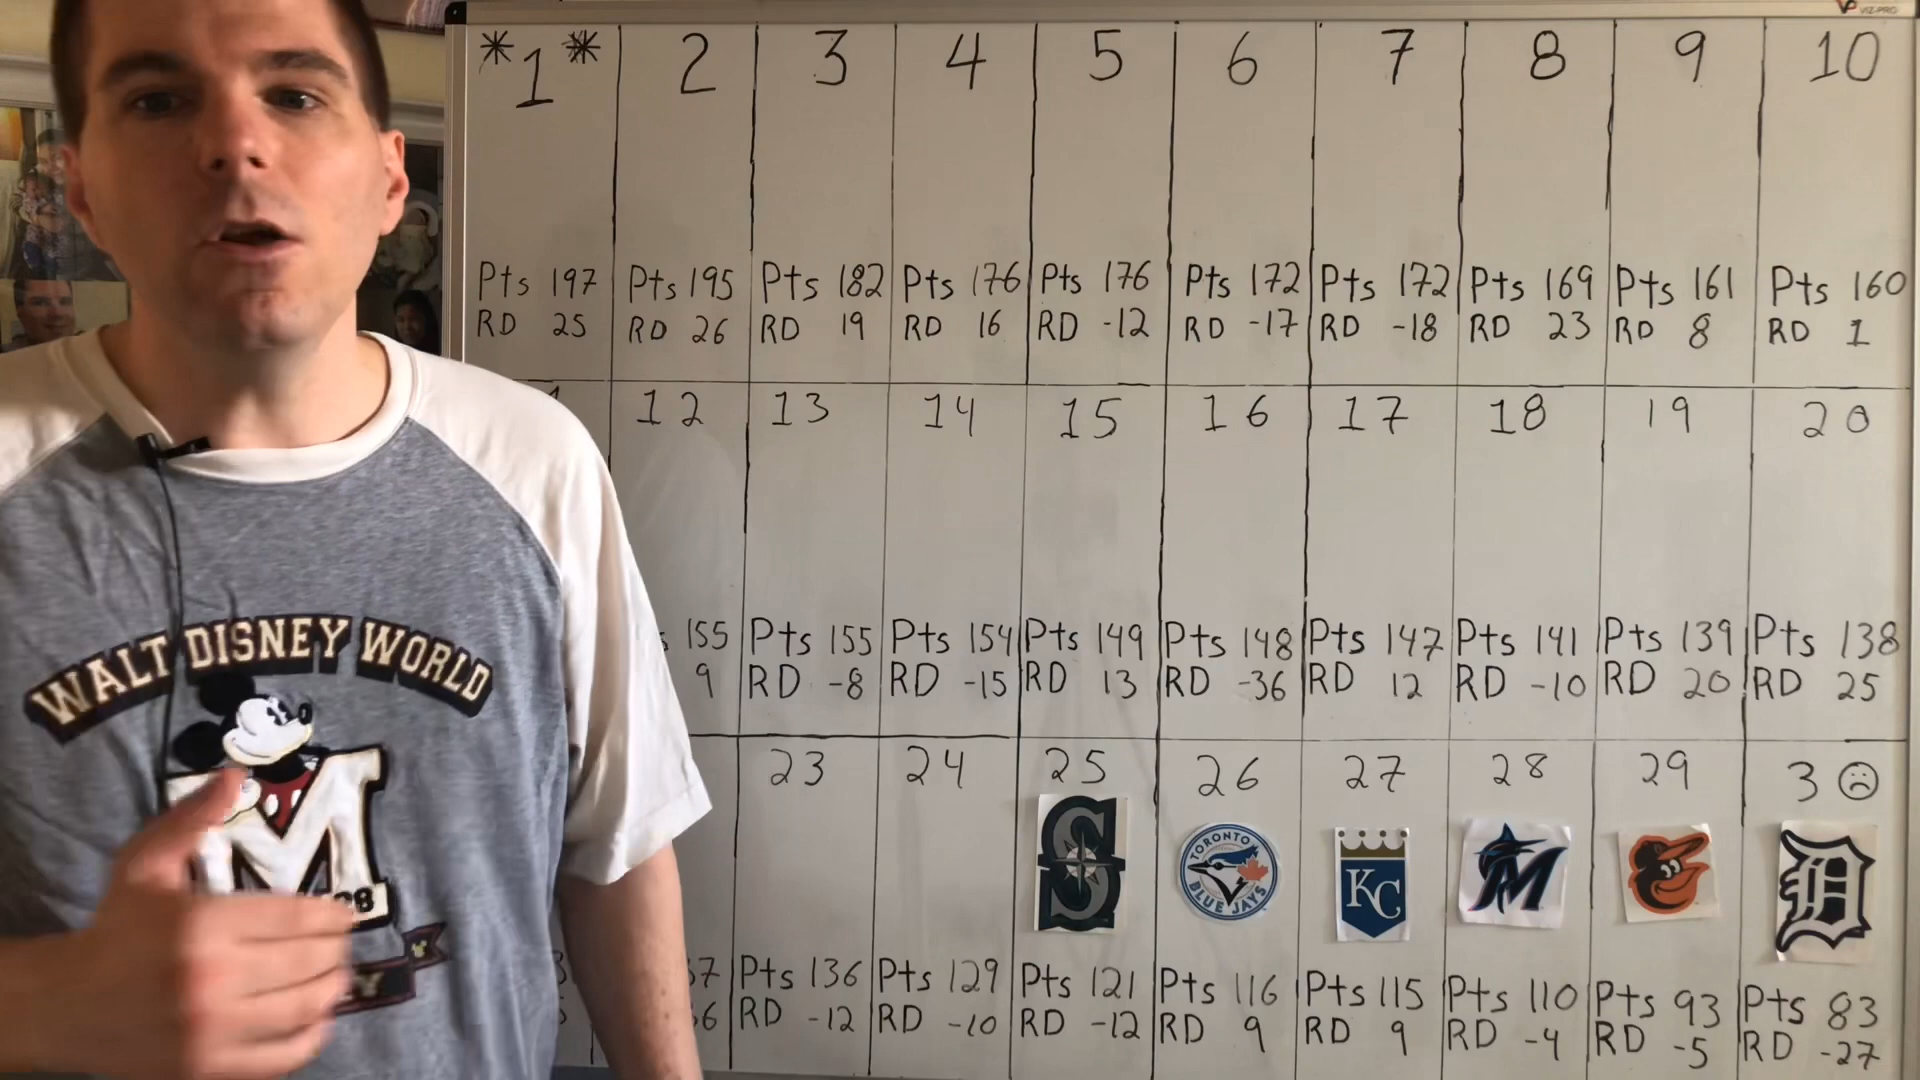 VIZ-PRO
*1* 2 3 4 5 6 7 8 9 10
Pts 197 Pts 195 Pts 182 Pts 176 Pts 176 Pts 172 Pts 172 Pts 169 Pts 161 Pts 160
RD 25 RD 26 RD 19 RD 16 RD -12 RD -17 RD -18 RD 23 RD 8 RD 1
12 13 14 15 16 17 18 19 20
155 Pts 155 Pts 154 Pts 149 Pts 148 Pts 147 Pts 141 Pts 139 Pts 138
9 RD -8 RD -15 RD 13 RD -36 RD 12 RD -10 RD 20 RD 25
23 24 25 26 27 28 29 3☹
S
TORONTO
BLUE JAYS
KC
M
D
Pts 136 Pts 129 Pts 121 Pts 116 Pts 115 Pts 110 Pts 93 Pts 83
RD -12 RD -10 RD -12 RD 9 RD 9 RD -4 RD -5 RD -27
WALT DISNEY WORLD
M